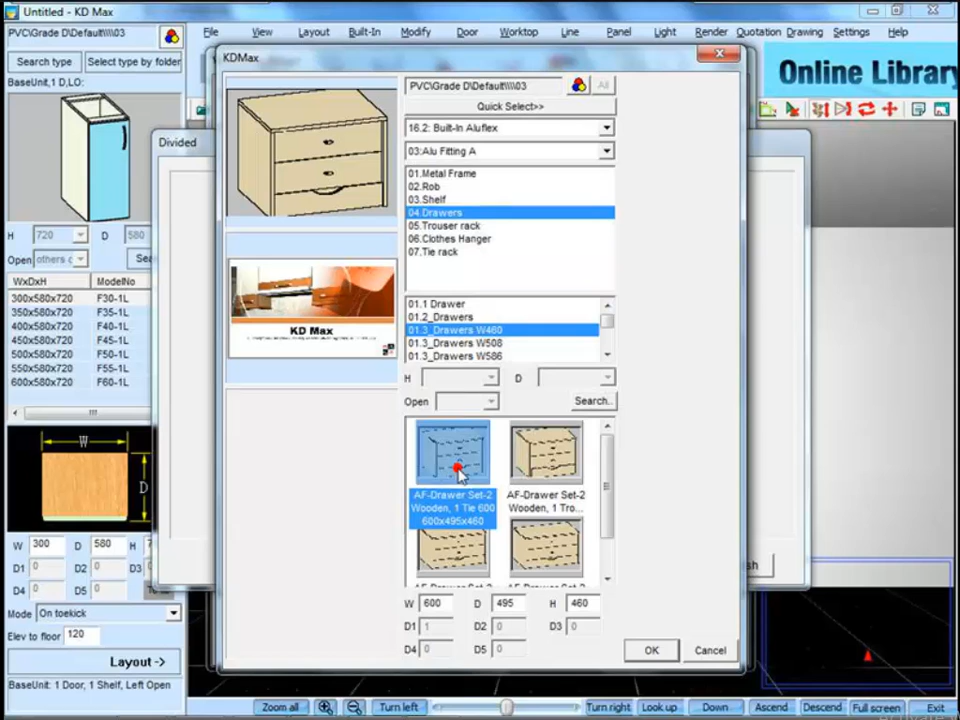 Untitled - KD Max
PVC\Grade D\Default\\\\03
File View Layout Built-In Modify Door Worktop Line Panel Light Render Quotation Drawing Settings Help
Search type
Select type by folder
BaseUnit,1 D,LO:
Online Library
H 720 D 580
Open others c
WxDxH ModelNo
300x580x720 F30-1L
350x580x720 F35-1L
400x580x720 F40-1L
450x580x720 F45-1L
500x580x720 F50-1L
550x580x720 F55-1L
600x580x720 F60-1L
W
D
W 300 D 580 H
D1 0 D2 0 D3
D4 0 D5 0
Mode On toekick
Elev to floor 120
Layout ->
BaseUnit: 1 Door, 1 Shelf, Left Open
Divided
KDMax
KD Max
PVC\Grade D\Default\\\\03
All
Quick Select>>
16.2: Built-In Aluflex
03:Alu Fitting A
01.Metal Frame
02.Rob
03.Shelf
04.Drawers
05.Trouser rack
06.Clothes Hanger
07.Tie rack
01.1 Drawer
01.2_Drawers
01.3_Drawers W460
01.3_Drawers W508
01.3_Drawers W586
H D
Open Search..
AF-Drawer Set-2
Wooden, 1 Tie 600
600x495x460
AF-Drawer Set-2
Wooden, 1 Tro...
W 600 D 495 H 460
D1 1 D2 0 D3 0
D4 0 D5 0
OK Cancel
Zoom all Turn left Turn right Look up Down Ascend Descend Full screen Exit